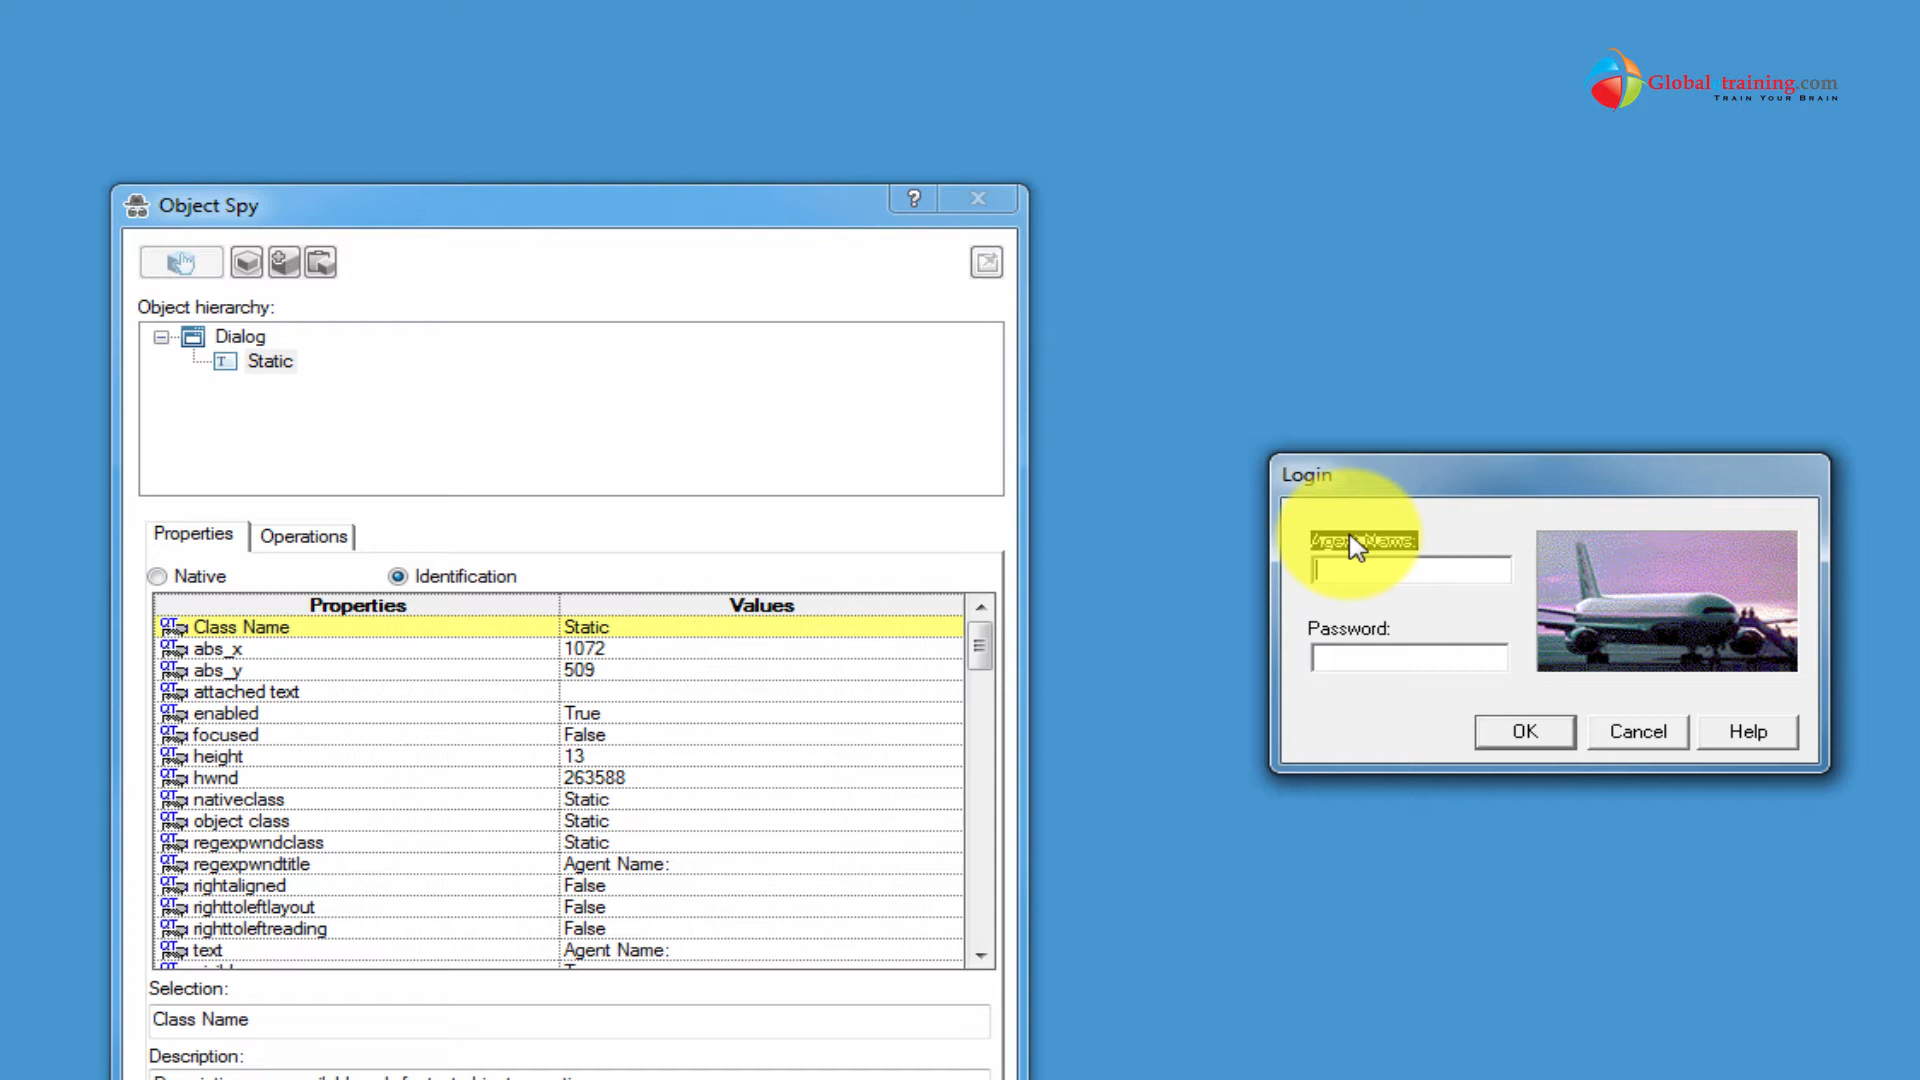 Global training.com
TRAIN YOUR BRAIN
Object Spy
?
Object hierarchy:
Dialog
Static
Properties Operations
Native Identification
Properties Values
Class Name Static
abs_x 1072
abs_y 509
attached text
enabled True
focused False
height 13
hwnd 263588
nativeclass Static
object class Static
regexpwndclass Static
regexpwndtitle Agent Name:
rightaligned False
righttoleftlayout False
righttoleftreading False
text Agent Name:
Selection:
Class Name
Description:
Login
Agent Name:
Password:
OK Cancel Help